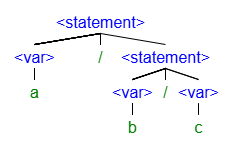 <statement>
<var> / <statement>
a <var> / <var>
b c